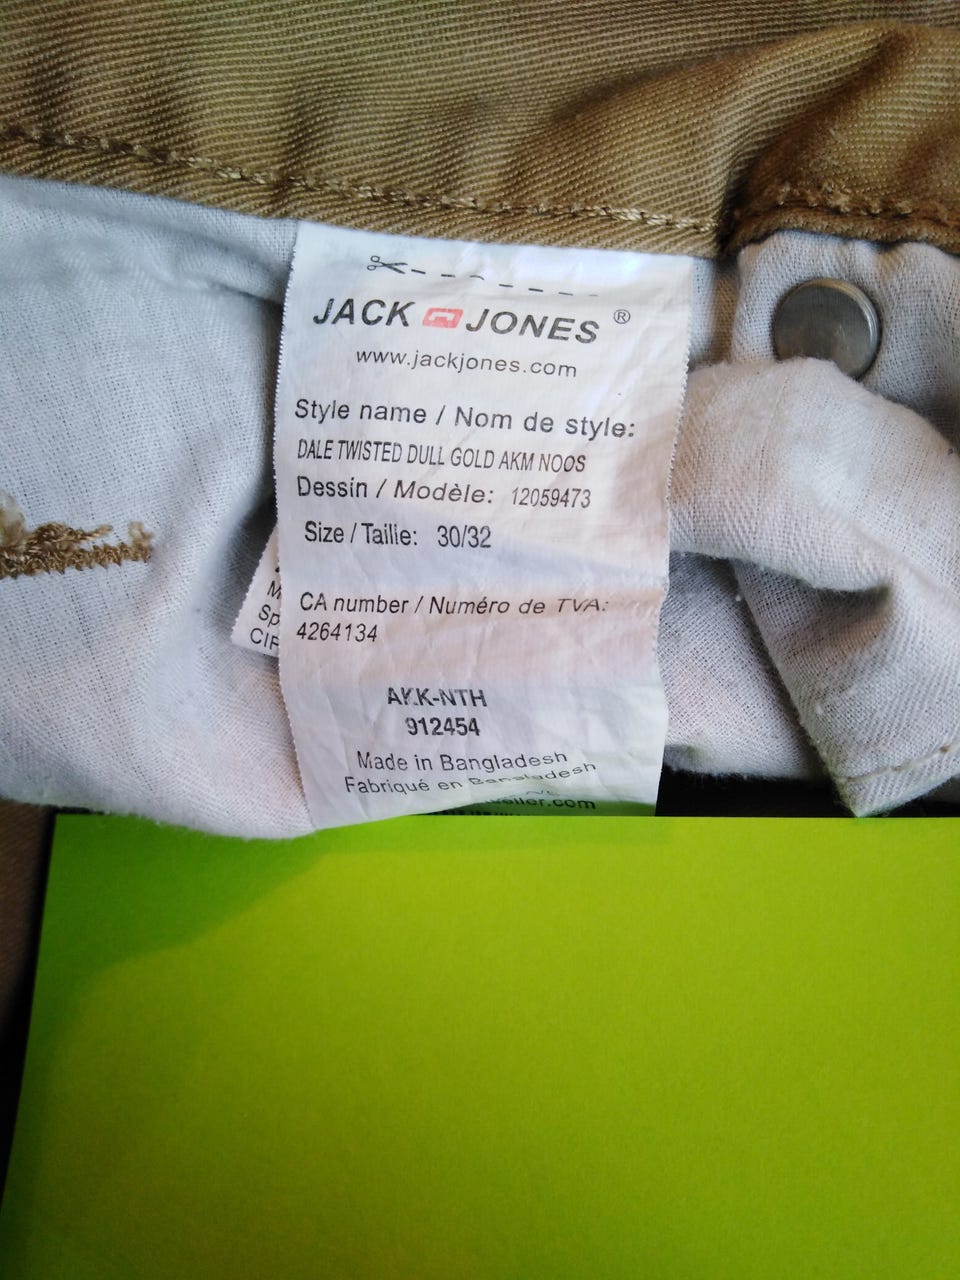 JACK JONES ®
www.jackjones.com
Style name / Nom de style:
DALE TWISTED DULL GOLD AKM NOOS
Dessin / Modèle: 12059473
Size / Taille: 30/32
CA number / Numéro de TVA:
4264134
AKK-NTH
912454
Made in Bangladesh
Fabriqué en Bangladesh